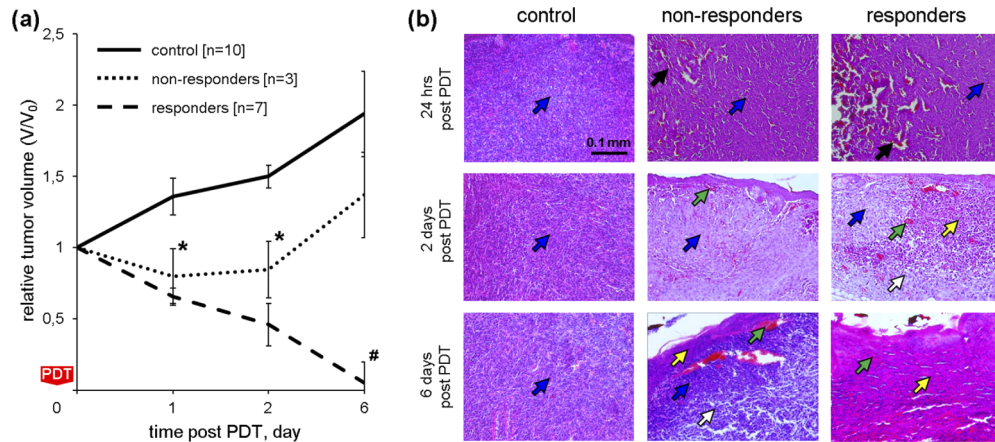 (a)
relative tumor volume (V/V₀)
2,5
2
1,5
1
0,5
control [n=10]
non-responders [n=3]
responders [n=7]
*
*
#
PDT
0
1
2
6
time post PDT, day
(b)
control
non-responders
responders
24 hrs
post PDT
0.1 mm
2 days
post PDT
6 days
post PDT